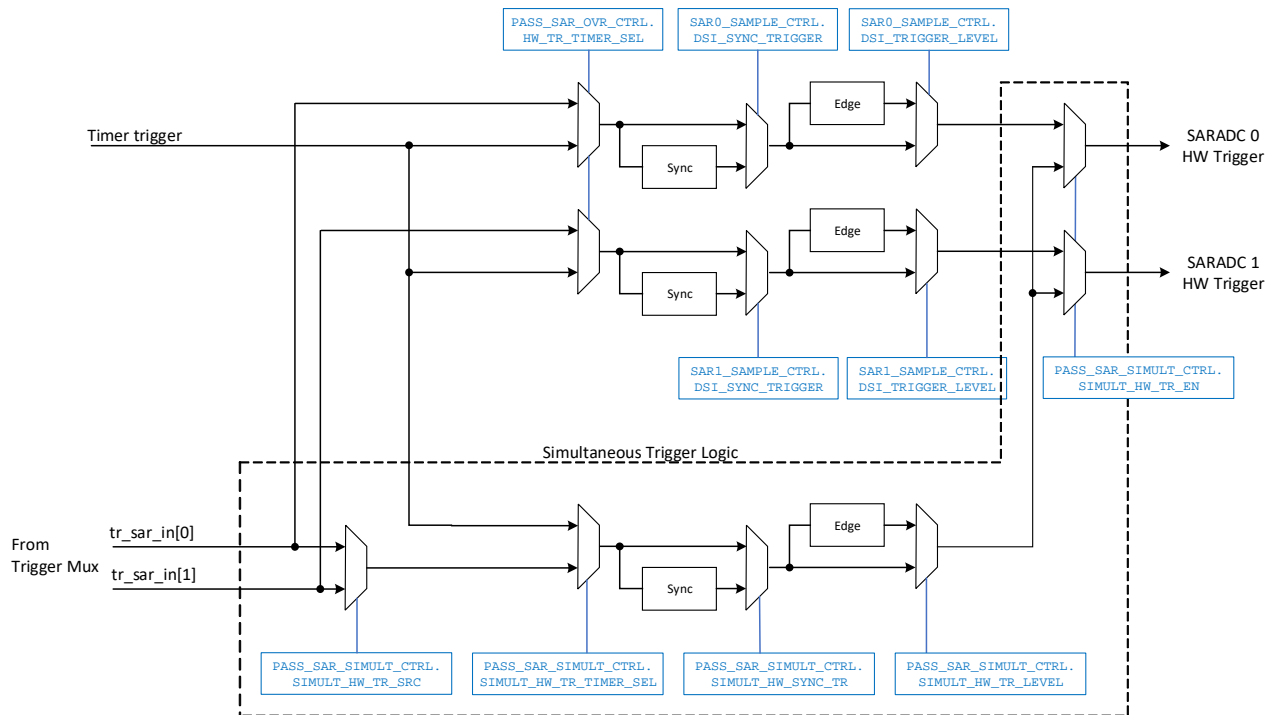 PASS_SAR_OVR_CTRL.
HW_TR_TIMER_SEL
SAR0_SAMPLE_CTRL.
DSI_SYNC_TRIGGER
SAR0_SAMPLE_CTRL.
DSI_TRIGGER_LEVEL
Edge
Timer trigger
Sync
SARADC 0
HW Trigger
Edge
Sync
SARADC 1
HW Trigger
SAR1_SAMPLE_CTRL.
DSI_SYNC_TRIGGER
SAR1_SAMPLE_CTRL.
DSI_TRIGGER_LEVEL
PASS_SAR_SIMULT_CTRL.
SIMULT_HW_TR_EN
Simultaneous Trigger Logic
From
Trigger Mux
tr_sar_in[0]
tr_sar_in[1]
Edge
Sync
PASS_SAR_SIMULT_CTRL.
SIMULT_HW_TR_SRC
PASS_SAR_SIMULT_CTRL.
SIMULT_HW_TR_TIMER_SEL
PASS_SAR_SIMULT_CTRL.
SIMULT_HW_SYNC_TR
PASS_SAR_SIMULT_CTRL.
SIMULT_HW_TR_LEVEL